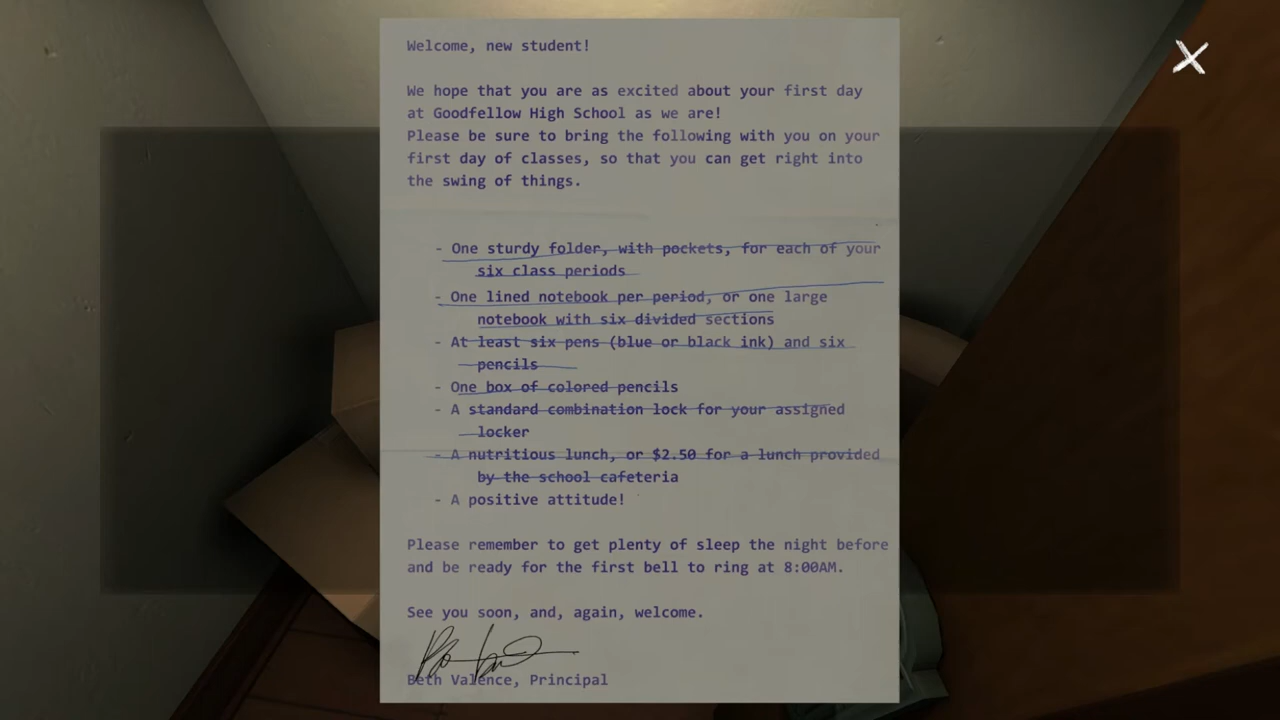 Welcome, new student!
We hope that you are as excited about your first day
at Goodfellow High School as we are!
Please be sure to bring the following with you on your
first day of classes, so that you can get right into
the swing of things.
- One sturdy folder, with pockets, for each of your
six class periods
- One lined notebook per period, or one large
notebook with six divided sections
- At least six pens (blue or black ink) and six
pencils
- One box of colored pencils
- A standard combination lock for your assigned
locker
- A nutritious lunch, or $2.50 for a lunch provided
by the school cafeteria
- A positive attitude!
Please remember to get plenty of sleep the night before
and be ready for the first bell to ring at 8:00AM.
See you soon, and, again, welcome.
Beth Valence, Principal